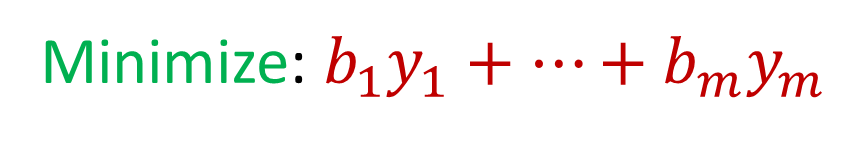 Minimize: b₁y₁ + ⋯ + bₘyₘ